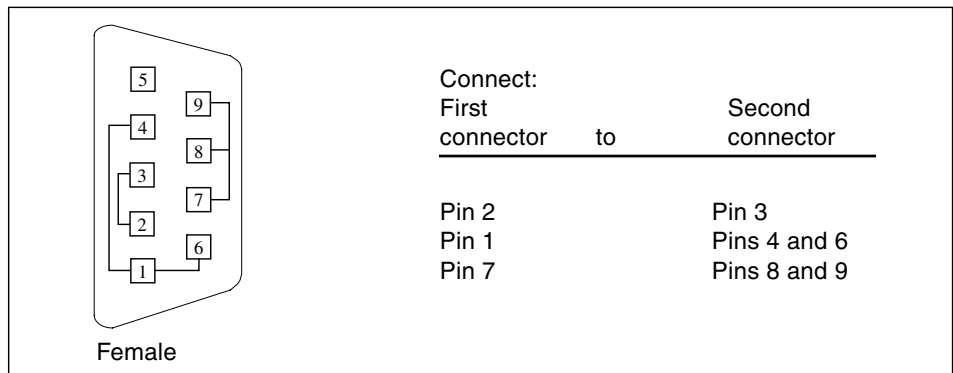 5
9
4
8
3
7
2
6
1
Female
Connect:
First Second
connector to connector
Pin 2 Pin 3
Pin 1 Pins 4 and 6
Pin 7 Pins 8 and 9